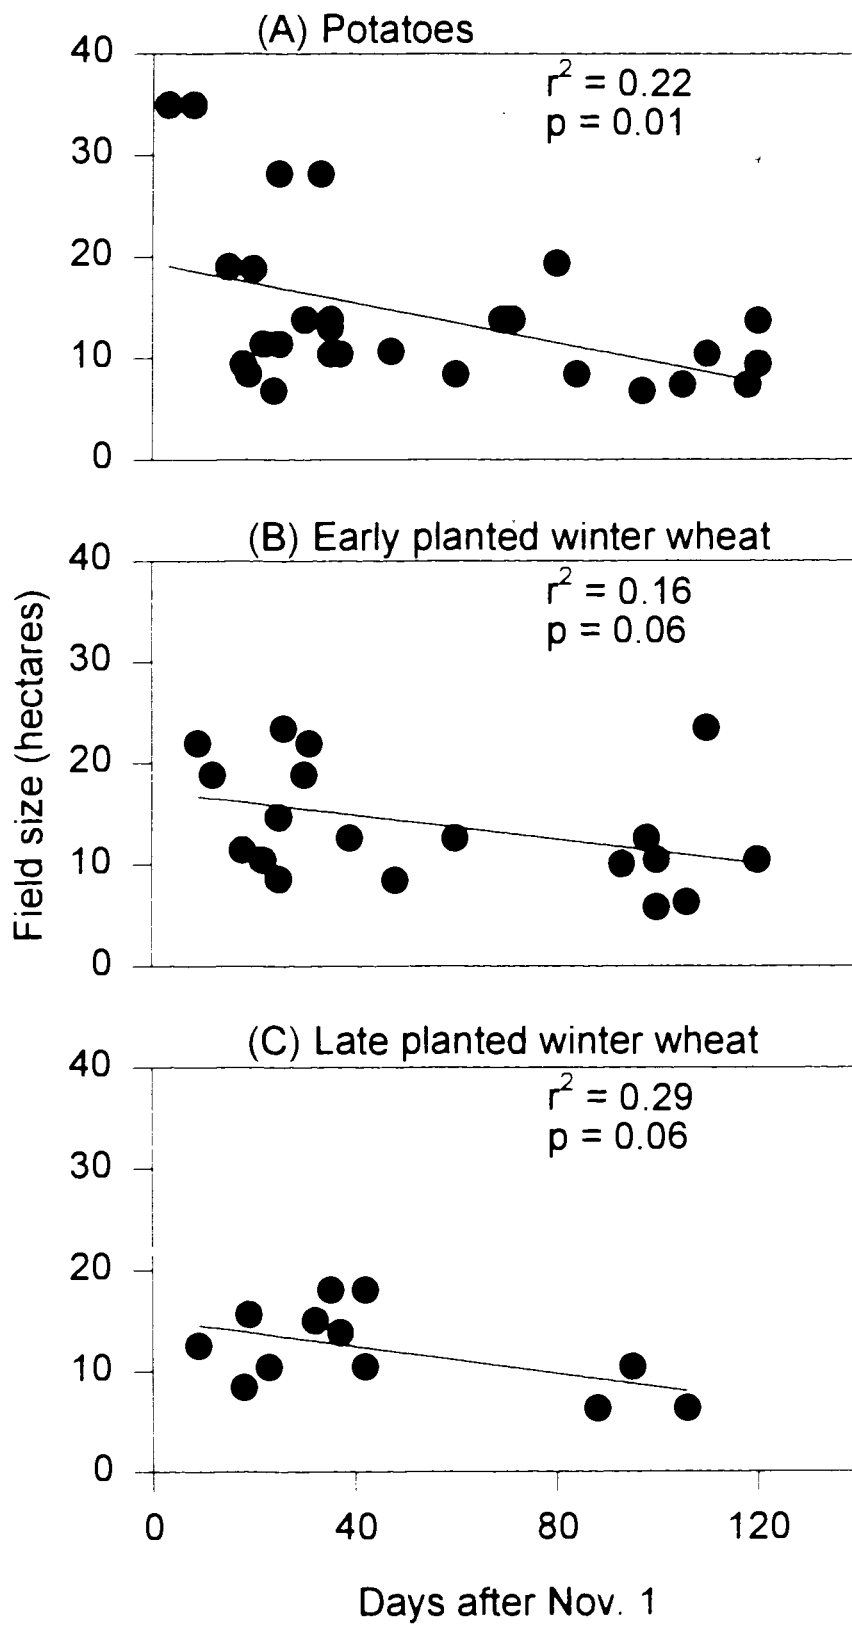 (A) Potatoes
r² = 0.22
p = 0.01
40
30
20
10
0
(B) Early planted winter wheat
r² = 0.16
p = 0.06
40
30
20
10
0
Field size (hectares)
(C) Late planted winter wheat
r² = 0.29
p = 0.06
40
30
20
10
0
0 40 80 120
Days after Nov. 1